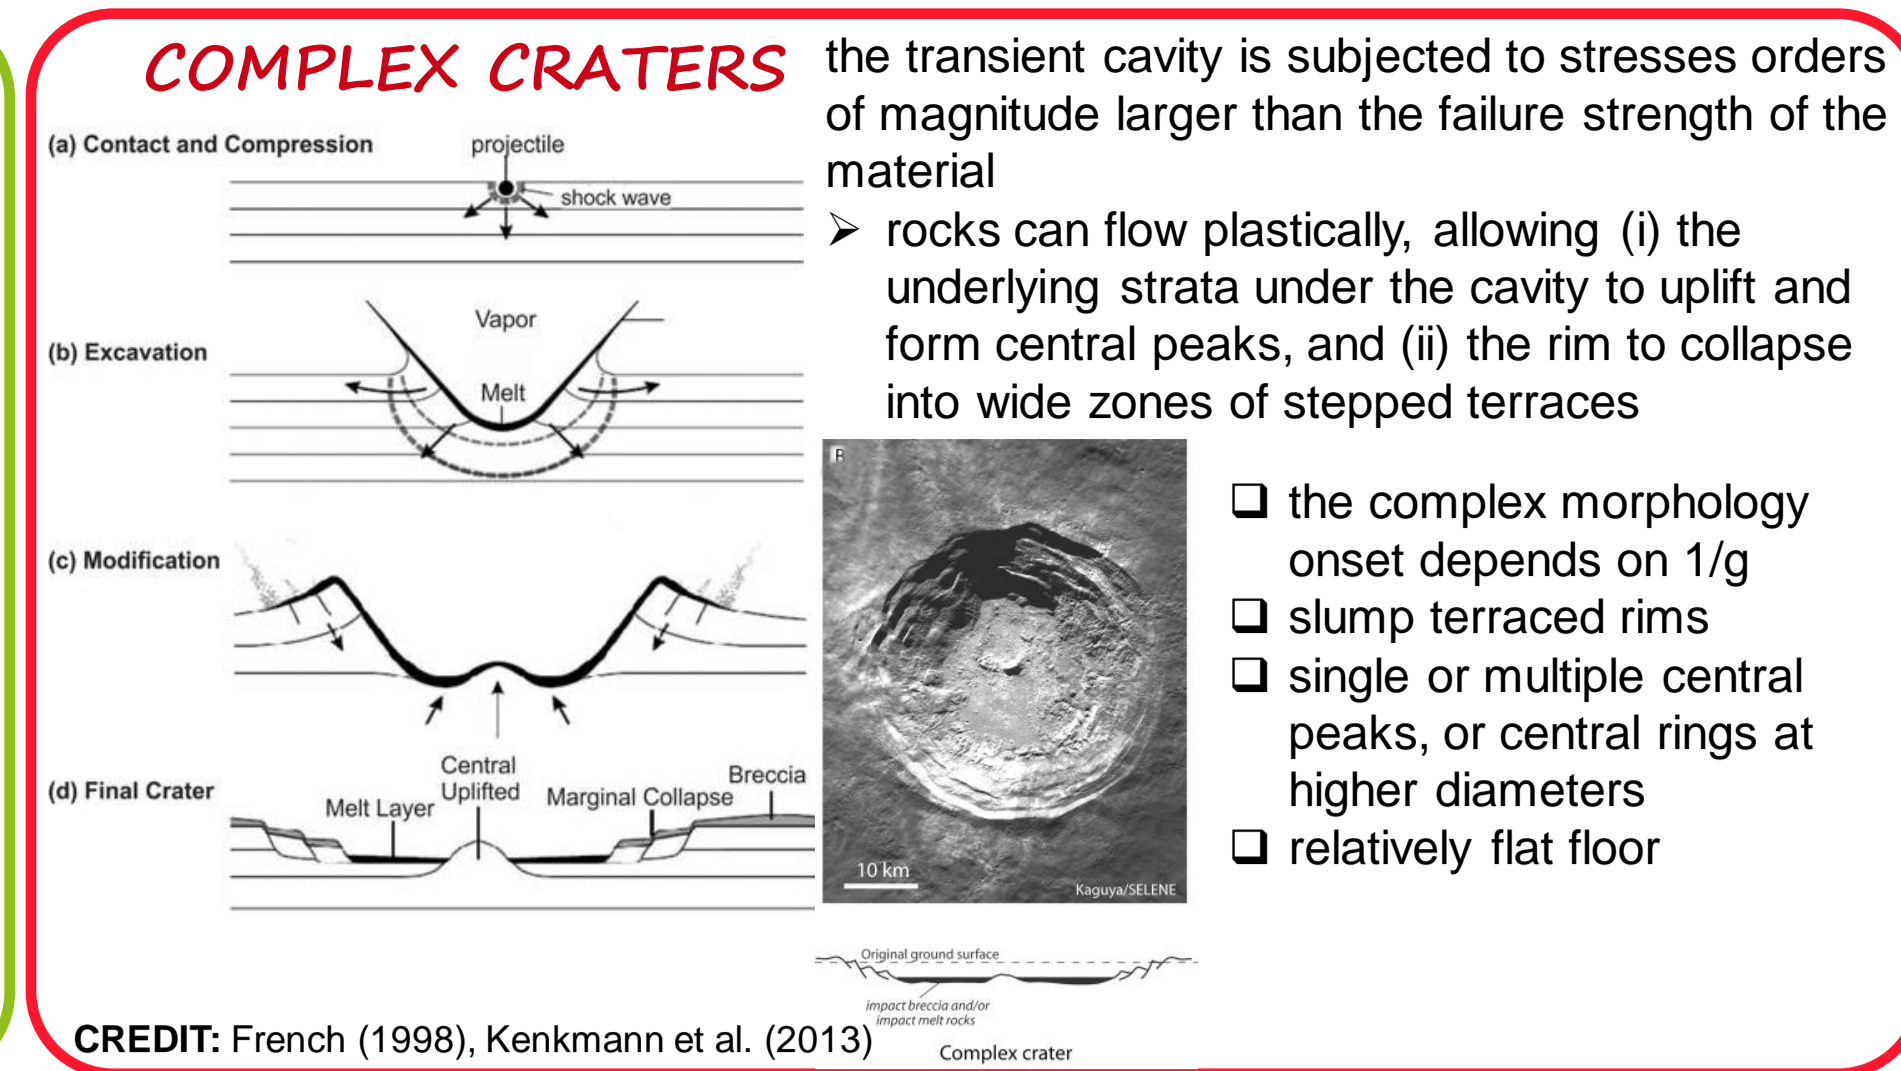 COMPLEX CRATERS
the transient cavity is subjected to stresses orders
of magnitude larger than the failure strength of the
material
➢ rocks can flow plastically, allowing (i) the
underlying strata under the cavity to uplift and
form central peaks, and (ii) the rim to collapse
into wide zones of stepped terraces
(a) Contact and Compression
projectile
shock wave
(b) Excavation
Vapor
Melt
(c) Modification
(d) Final Crater
Central
Uplifted
Melt Layer
Marginal Collapse
Breccia
B
10 km
Kaguya/SELENE
❑ the complex morphology
onset depends on 1/g
❑ slump terraced rims
❑ single or multiple central
peaks, or central rings at
higher diameters
❑ relatively flat floor
Original ground surface
impact breccia and/or
impact melt rocks
Complex crater
CREDIT: French (1998), Kenkmann et al. (2013)